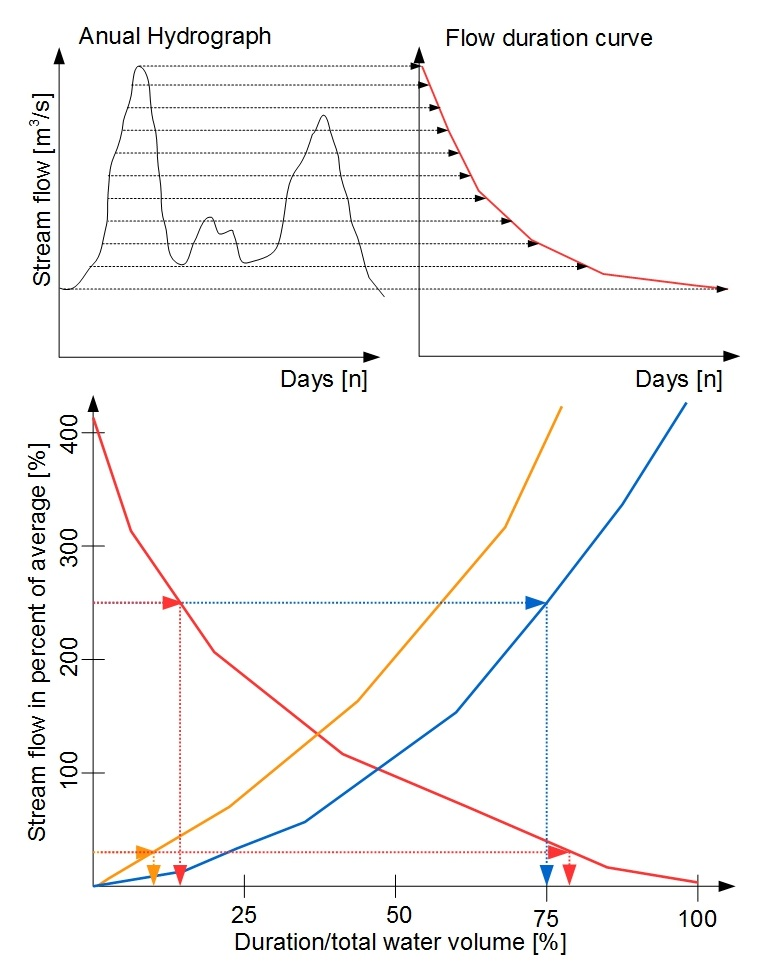 Anual Hydrograph
Flow duration curve
Stream flow [m³/s]
Days [n]
Days [n]
Stream flow in percent of average [%]
400
300
200
100
25
50
75
100
Duration/total water volume [%]